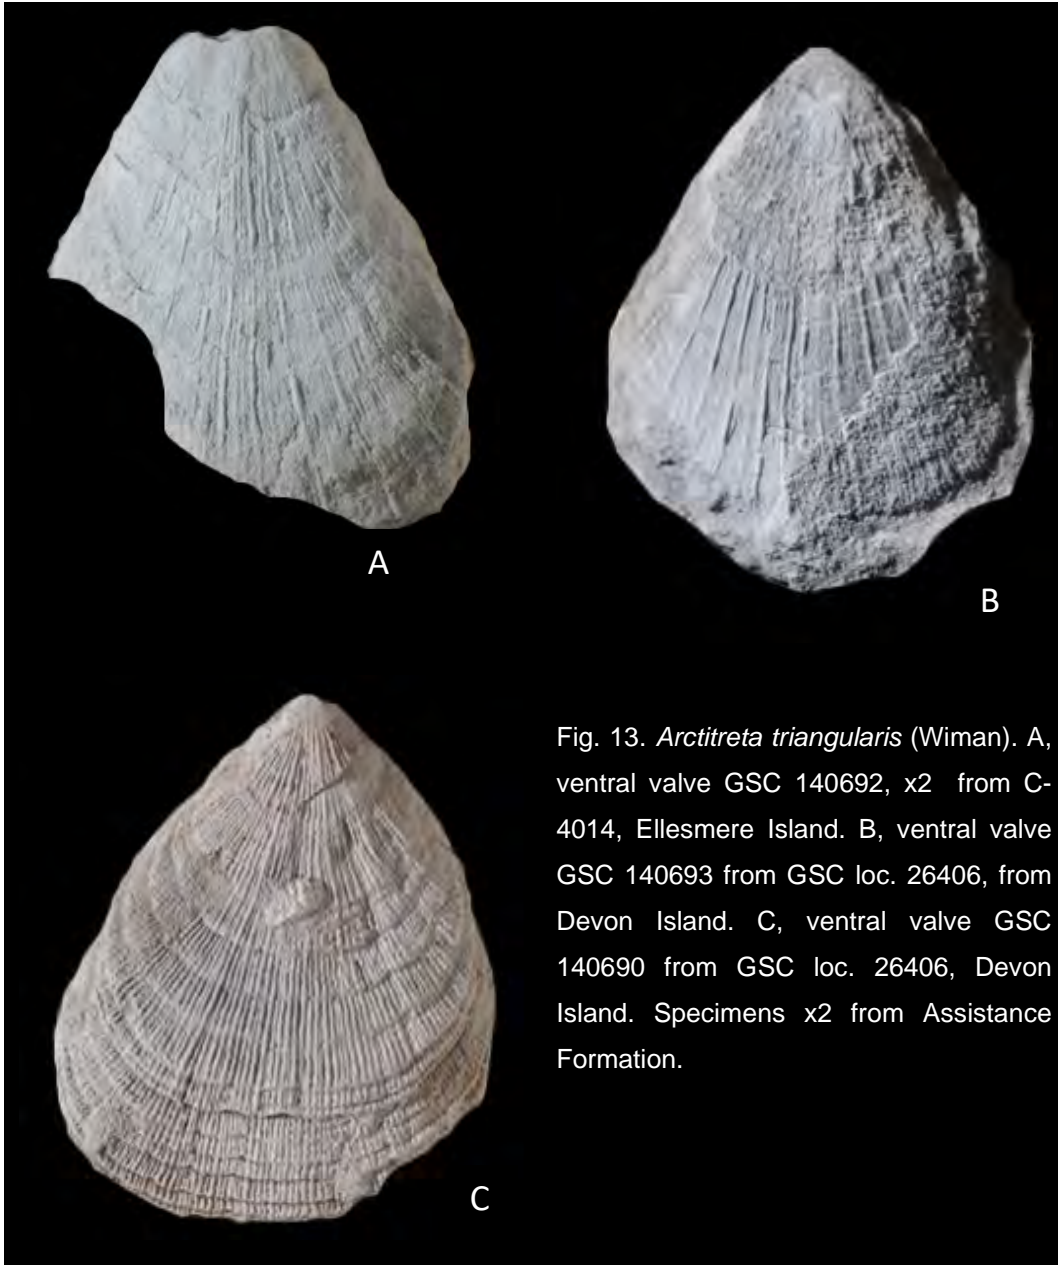 A
B
C
Fig. 13. Arctitreta triangularis (Wiman). A,
ventral valve GSC 140692, x2 from C-
4014, Ellesmere Island. B, ventral valve
GSC 140693 from GSC loc. 26406, from
Devon Island. C, ventral valve GSC
140690 from GSC loc. 26406, Devon
Island. Specimens x2 from Assistance
Formation.